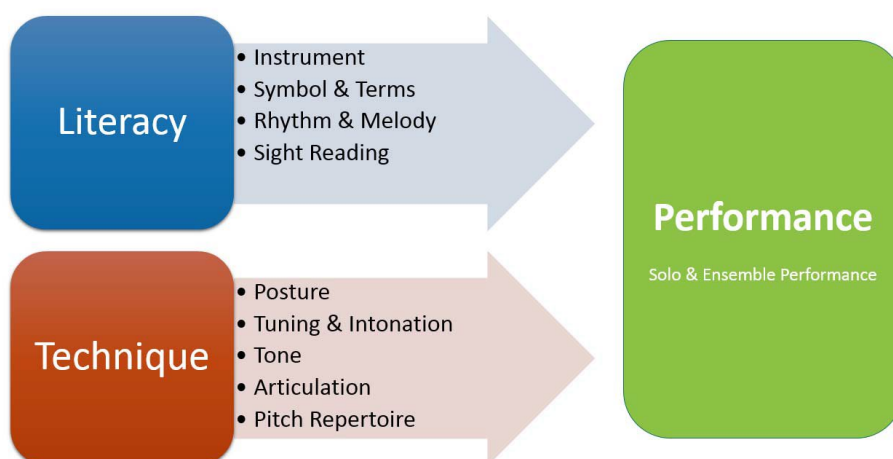 Literacy
• Instrument
• Symbol & Terms
• Rhythm & Melody
• Sight Reading
Technique
• Posture
• Tuning & Intonation
• Tone
• Articulation
• Pitch Repertoire
Performance
Solo & Ensemble Performance